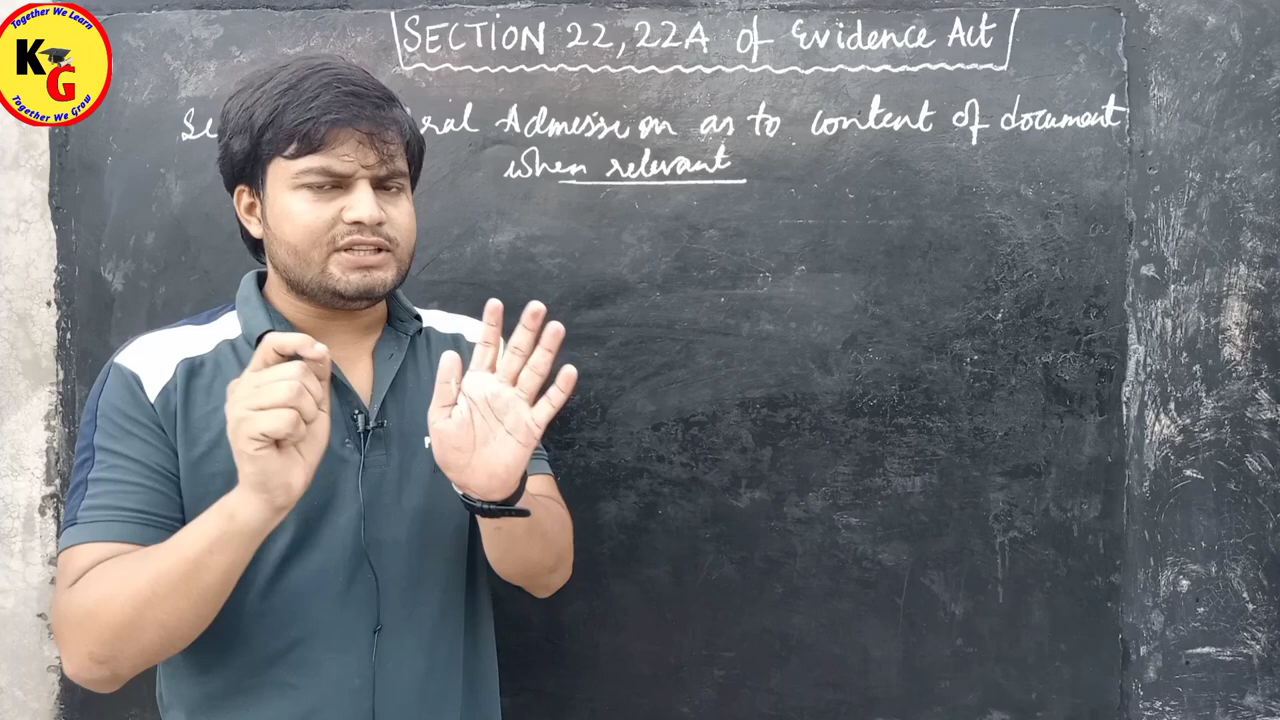 Together We Learn
KG
Together We Grow
SECTION 22, 22A of Evidence Act
oral Admission as to content of document
when relevant